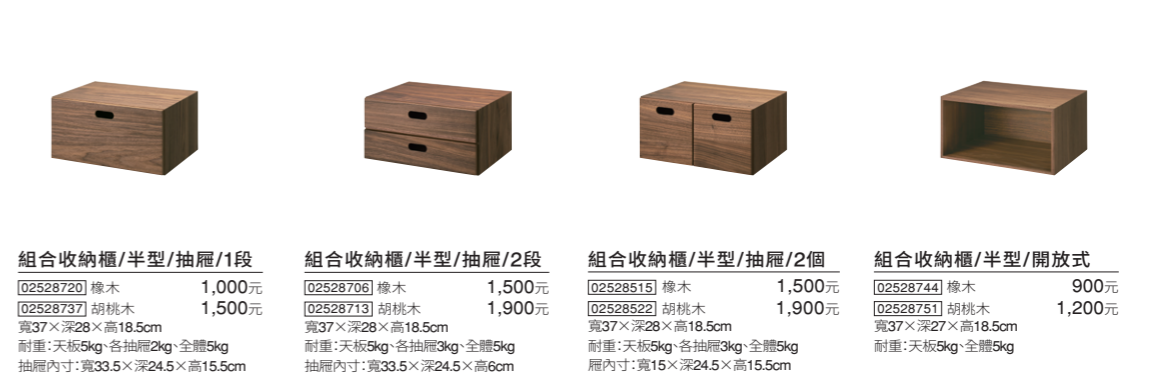 組合收納櫃/半型/抽屜/1段
02528720 橡木 1,000元
02528737 胡桃木 1,500元
寬37×深28×高18.5cm
耐重:天板5kg、各抽屜2kg、全體5kg
抽屜內寸:寬33.5×深24.5×高15.5cm
組合收納櫃/半型/抽屜/2段
02528706 橡木 1,500元
02528713 胡桃木 1,900元
寬37×深28×高18.5cm
耐重:天板5kg、各抽屜3kg、全體5kg
抽屜內寸:寬33.5×深24.5×高6cm
組合收納櫃/半型/抽屜/2個
02528515 橡木 1,500元
02528522 胡桃木 1,900元
寬37×深28×高18.5cm
耐重:天板5kg、各抽屜3kg、全體5kg
屜內寸:寬15×深24.5×高15.5cm
組合收納櫃/半型/開放式
02528744 橡木 900元
02528751 胡桃木 1,200元
寬37×深27×高18.5cm
耐重:天板5kg、全體5kg